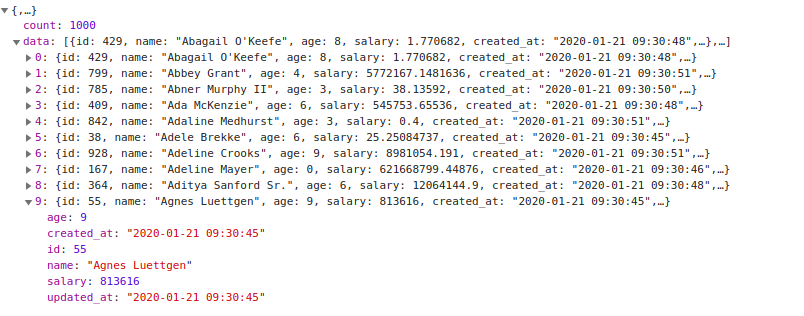 {,…}
count: 1000
data: [{id: 429, name: "Abagail O'Keefe", age: 8, salary: 1.770682, created_at: "2020-01-21 09:30:48",…},…]
0: {id: 429, name: "Abagail O'Keefe", age: 8, salary: 1.770682, created_at: "2020-01-21 09:30:48",…}
1: {id: 799, name: "Abbey Grant", age: 4, salary: 5772167.1481636, created_at: "2020-01-21 09:30:51",…}
2: {id: 785, name: "Abner Murphy II", age: 3, salary: 38.13592, created_at: "2020-01-21 09:30:50",…}
3: {id: 409, name: "Ada McKenzie", age: 6, salary: 545753.65536, created_at: "2020-01-21 09:30:48",…}
4: {id: 842, name: "Adaline Medhurst", age: 3, salary: 0.4, created_at: "2020-01-21 09:30:51",…}
5: {id: 38, name: "Adele Brekke", age: 6, salary: 25.25084737, created_at: "2020-01-21 09:30:45",…}
6: {id: 928, name: "Adeline Crooks", age: 9, salary: 8981054.191, created_at: "2020-01-21 09:30:51",…}
7: {id: 167, name: "Adeline Mayer", age: 0, salary: 621668799.44876, created_at: "2020-01-21 09:30:46",…}
8: {id: 364, name: "Aditya Sanford Sr.", age: 6, salary: 12064144.9, created_at: "2020-01-21 09:30:48",…}
9: {id: 55, name: "Agnes Luettgen", age: 9, salary: 813616, created_at: "2020-01-21 09:30:45",…}
age: 9
created_at: "2020-01-21 09:30:45"
id: 55
name: "Agnes Luettgen"
salary: 813616
updated_at: "2020-01-21 09:30:45"